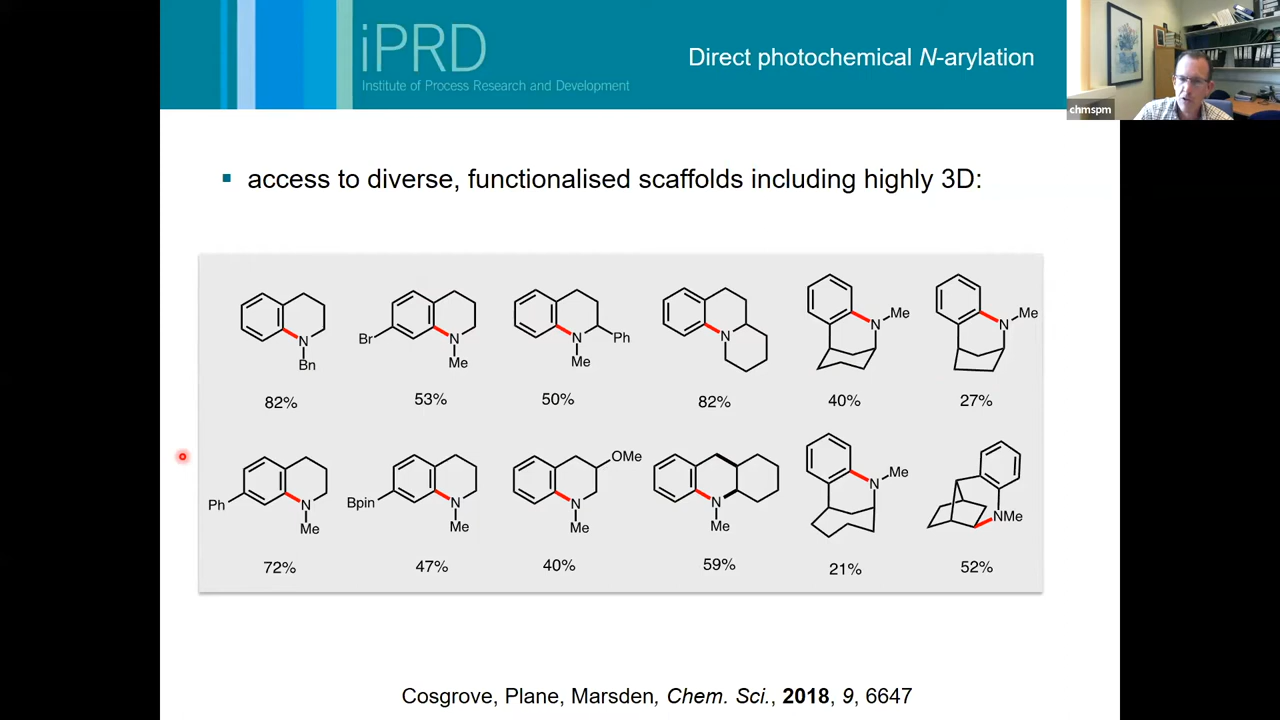 iPRD
Institute of Process Research and Development
Direct photochemical N-arylation
chmspm
▪ access to diverse, functionalised scaffolds including highly 3D:
N
Bn
82%
Br
N
Me
53%
N
Ph
Me
50%
N
82%
N
Me
40%
N
Me
27%
Ph
N
Me
72%
Bpin
N
Me
47%
OMe
N
Me
40%
N
Me
59%
N
Me
21%
NMe
52%
Cosgrove, Plane, Marsden, Chem. Sci., 2018, 9, 6647